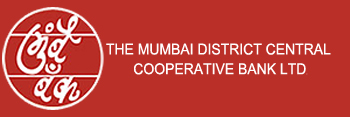 मुंबै
बँक
THE MUMBAI DISTRICT CENTRAL
COOPERATIVE BANK LTD